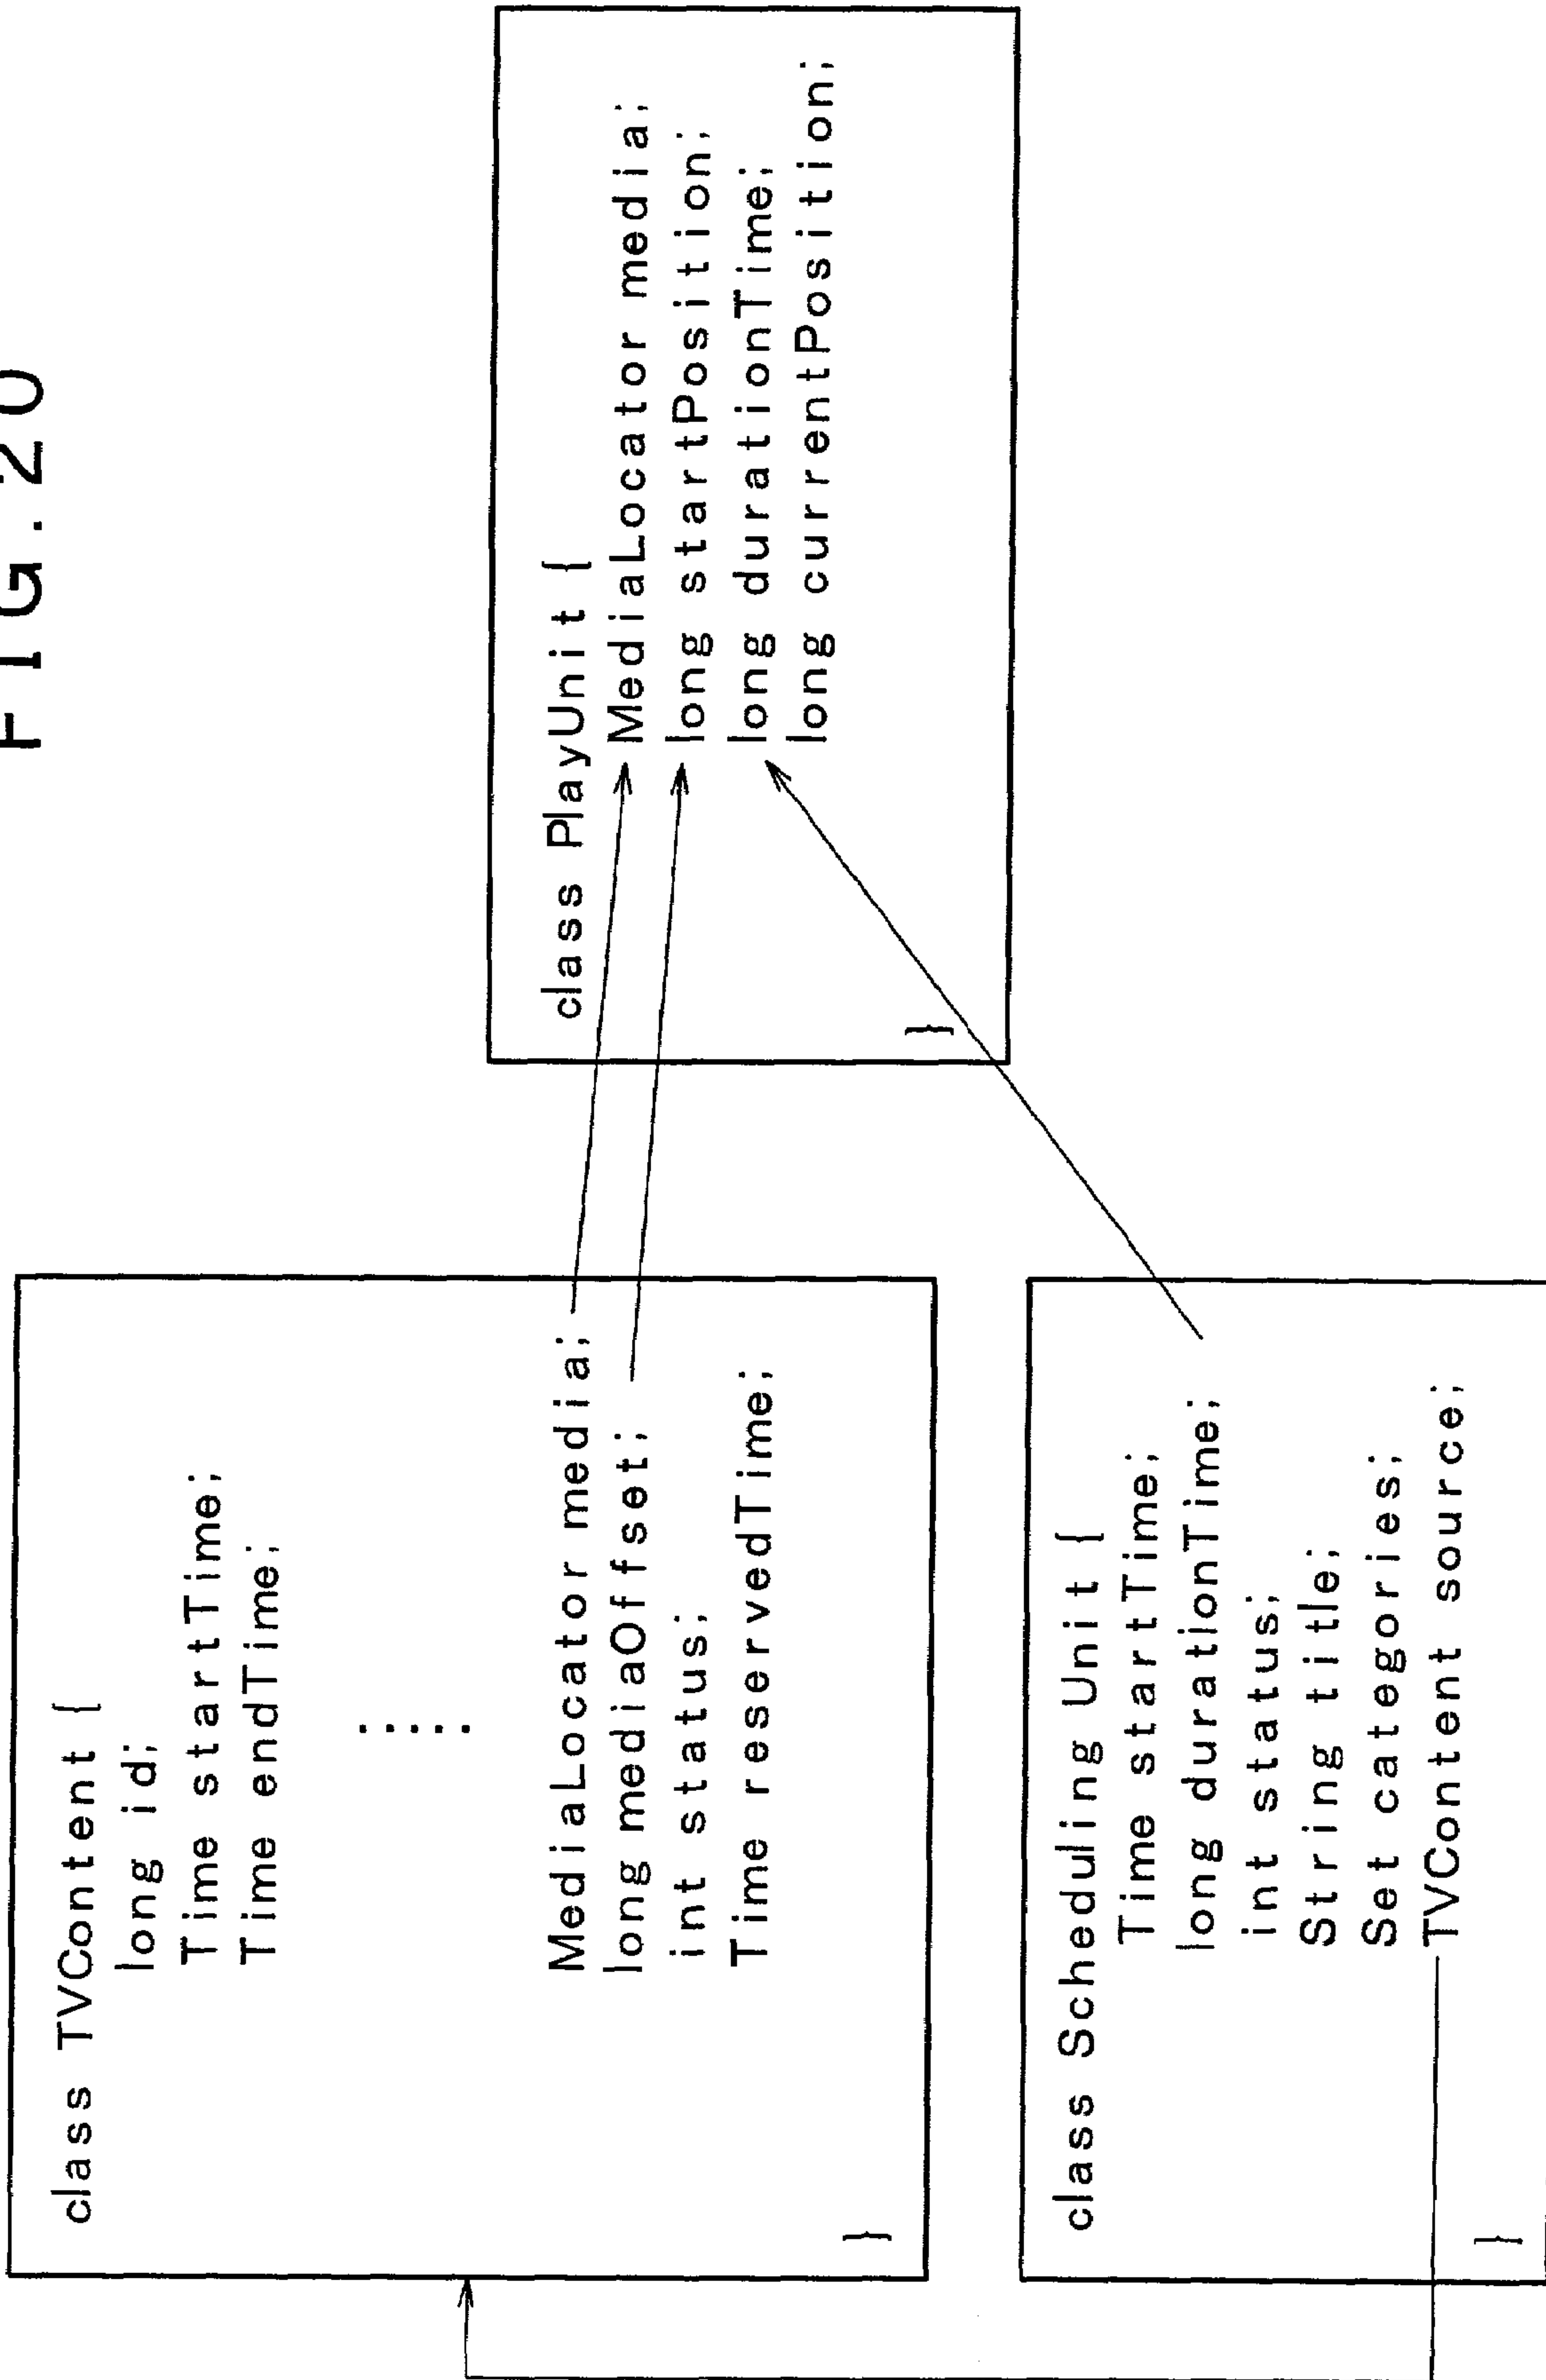 FIG.20
class TVContent {
long id;
Time startTime;
Time endTime;
.....
MediaLocator media;
long mediaOffset;
int status;
Time reservedTime;
}
class Scheduling Unit {
Time startTime;
long durationTime;
int status;
String title;
Set categories;
TVContent source;
}
class PlayUnit {
MediaLocator media;
long startPosition;
long durationTime;
long currentPosition;
}